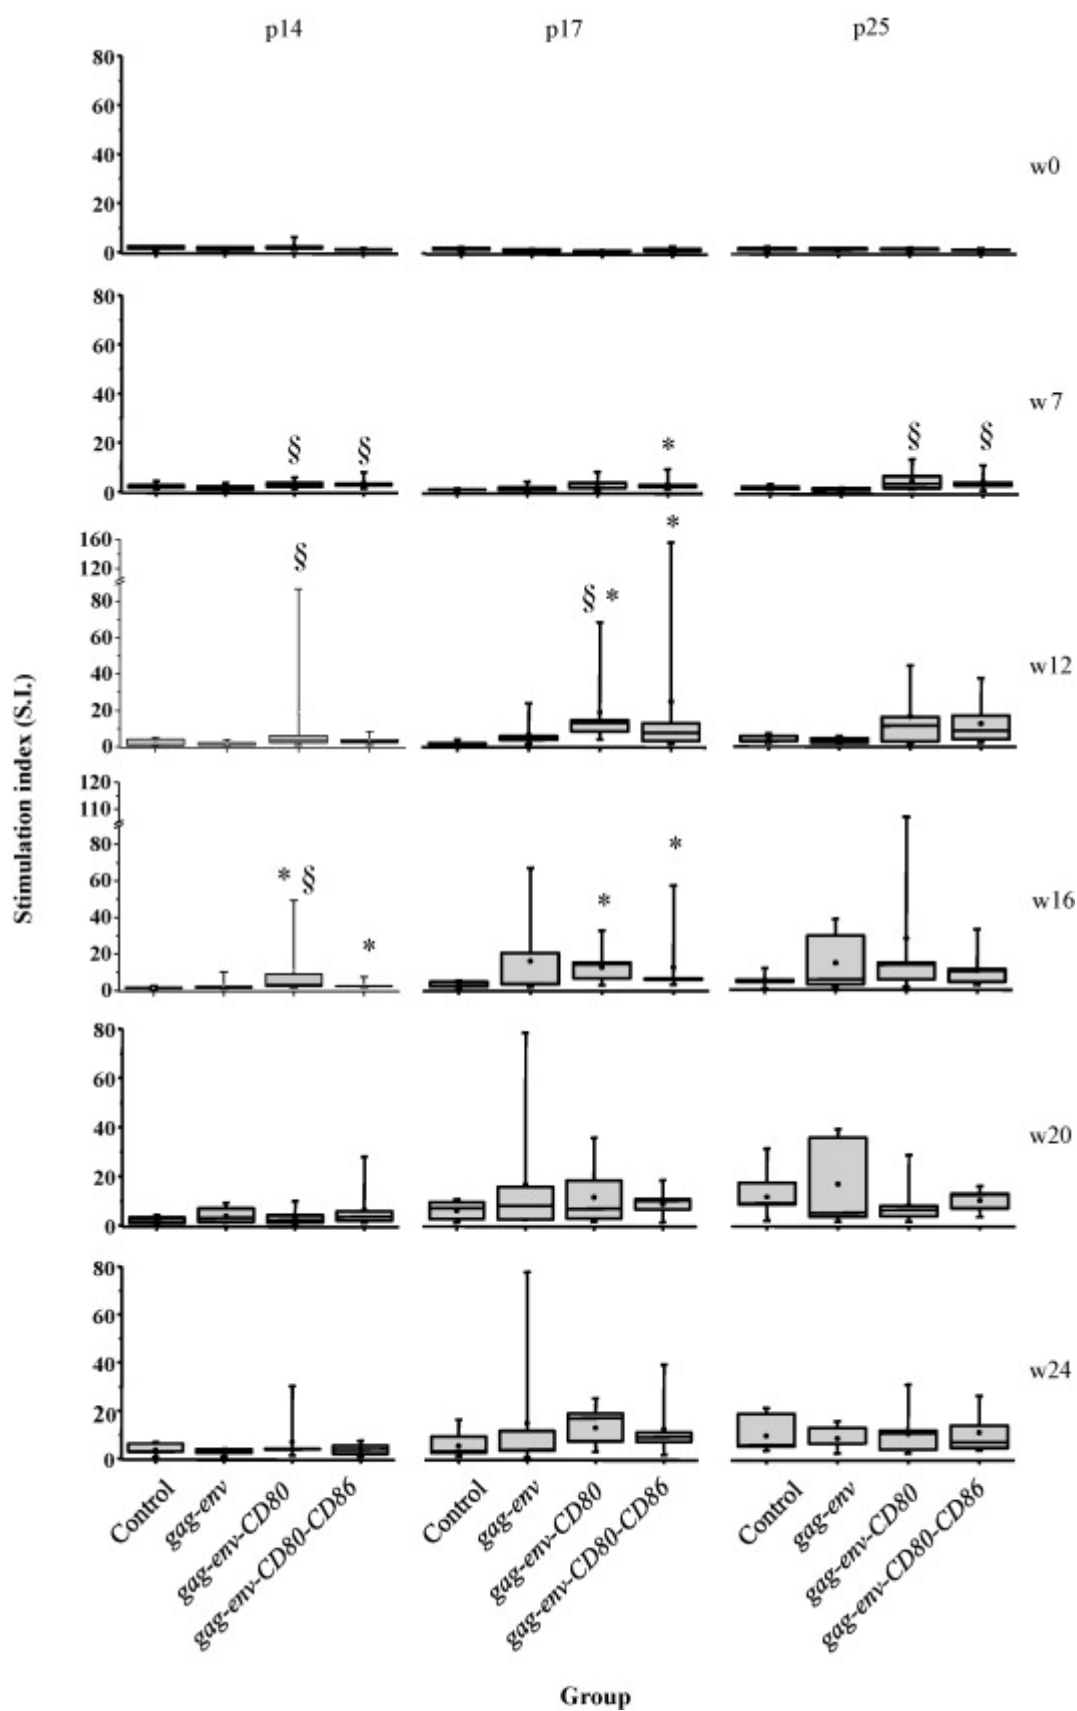 p14 p17 p25
80
60
40
20
0
w0
80
60
40
20
0
w7
§ § * § §
160
120
80
60
40
20
0
w12
§ § * *
120
110
80
60
40
20
0
w16
* § * * *
80
60
40
20
0
w20
80
60
40
20
0
w24
Stimulation index (S.I.)
Control gag-env gag-env-CD80 gag-env-CD80-CD86
Control gag-env gag-env-CD80 gag-env-CD80-CD86
Control gag-env gag-env-CD80 gag-env-CD80-CD86
Group